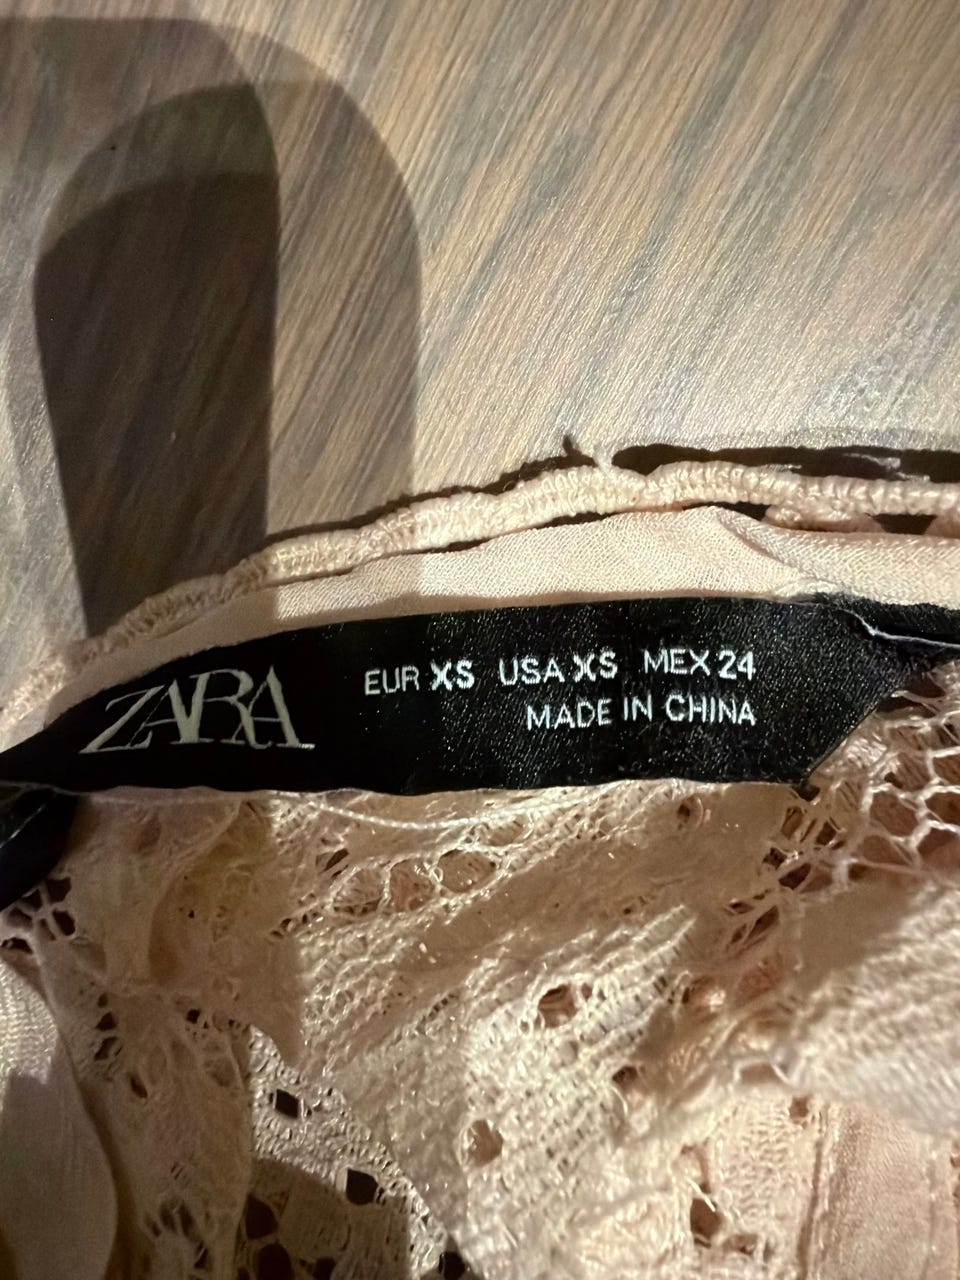 ZARA
EUR XS USA XS MEX 24
MADE IN CHINA